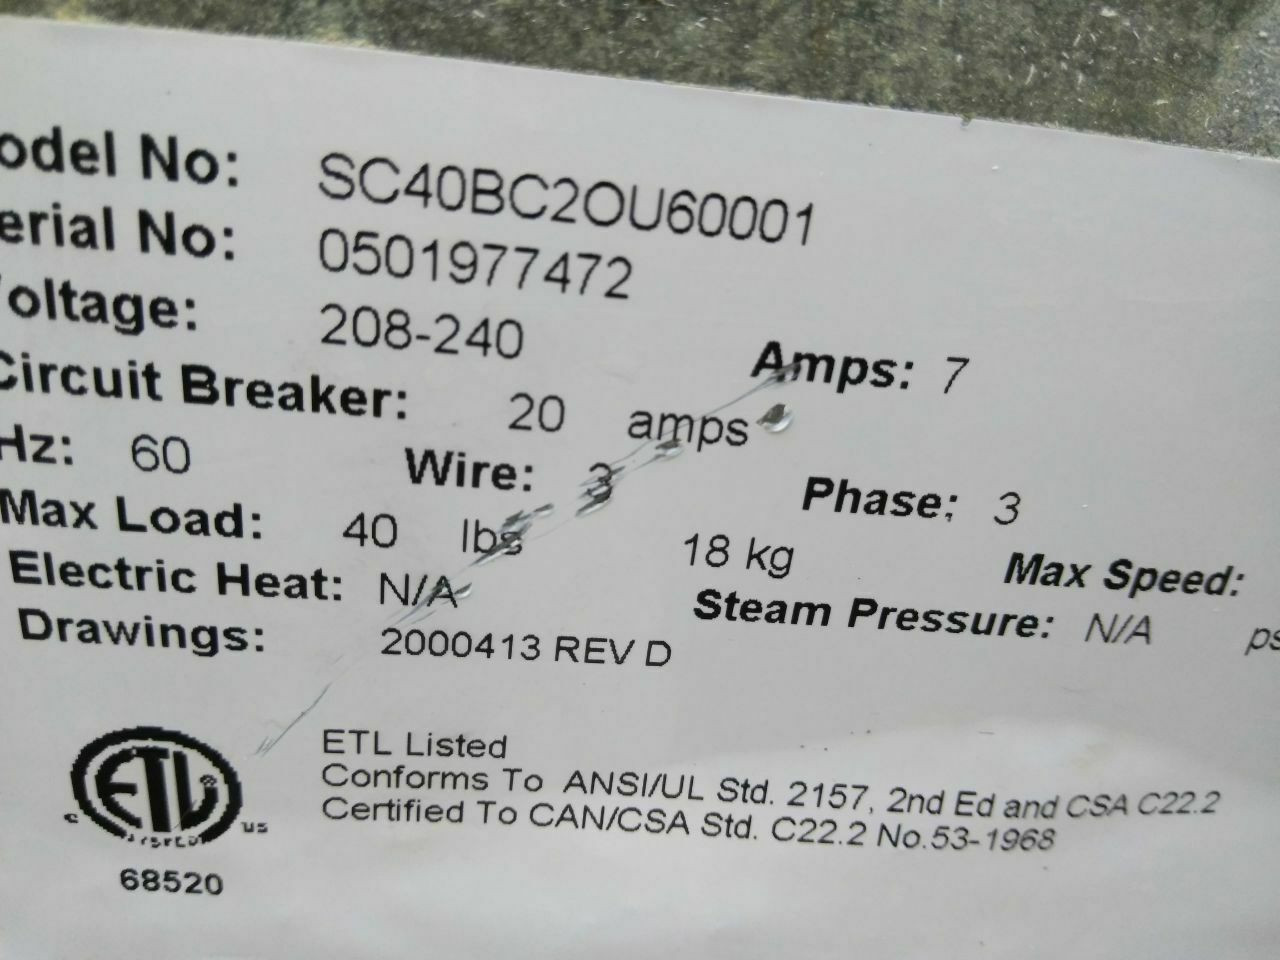 odel No: SC40BC2OU60001
erial No: 0501977472
oltage: 208-240 Amps: 7
Circuit Breaker: 20 amps
Hz: 60 Wire: 3 Phase: 3
Max Load: 40 lbs 18 kg Max Speed:
Electric Heat: N/A Steam Pressure: N/A ps
Drawings: 2000413 REV D
ETL Listed
Conforms To ANSI/UL Std. 2157, 2nd Ed and CSA C22.2
Certified To CAN/CSA Std. C22.2 No.53-1968
ETL ®
c us
LISTED
68520